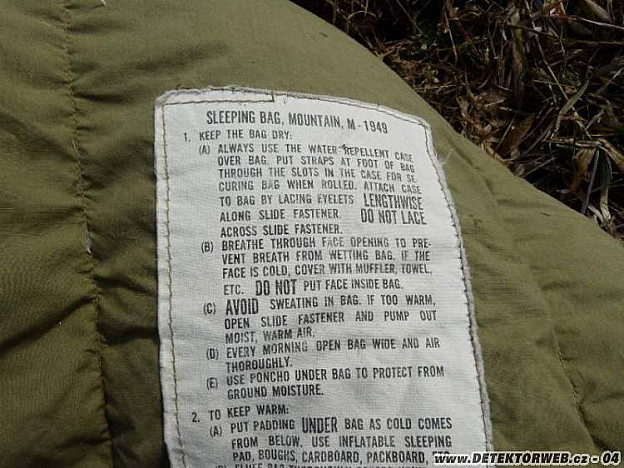 SLEEPING BAG, MOUNTAIN, M-1949
1. KEEP THE BAG DRY:
(A) ALWAYS USE THE WATER REPELLENT CASE
OVER BAG. PUT STRAPS AT FOOT OF BAG
THROUGH THE SLOTS IN THE CASE FOR SE-
CURING BAG WHEN ROLLED. ATTACH CASE
TO BAG BY LACING EYELETS LENGTHWISE
ALONG SLIDE FASTENER. DO NOT LACE
ACROSS SLIDE FASTENER.
(B) BREATHE THROUGH FACE OPENING TO PRE-
VENT BREATH FROM WETTING BAG. IF THE
FACE IS COLD, COVER WITH MUFFLER, TOWEL,
ETC. DO NOT PUT FACE INSIDE BAG.
(C) AVOID SWEATING IN BAG. IF TOO WARM,
OPEN SLIDE FASTENER AND PUMP OUT
MOIST, WARM AIR.
(D) EVERY MORNING OPEN BAG WIDE AND AIR
THOROUGHLY.
(E) USE PONCHO UNDER BAG TO PROTECT FROM
GROUND MOISTURE.
2. TO KEEP WARM:
(A) PUT PADDING UNDER BAG AS COLD COMES
FROM BELOW. USE INFLATABLE SLEEPING
PAD, BOUGHS, CARDBOARD, PACKBOARD,
(B) BAG
www.DETEKTORWEB.cz - 04